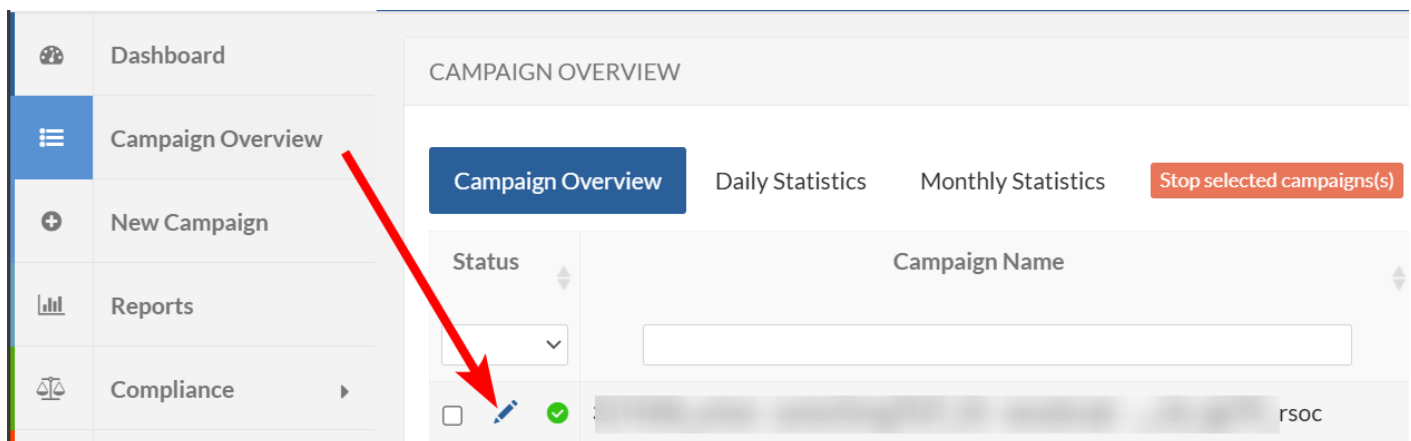 Dashboard
Campaign Overview
New Campaign
Reports
Compliance
CAMPAIGN OVERVIEW
Campaign Overview Daily Statistics Monthly Statistics Stop selected campaigns(s)
Status Campaign Name
rsoc